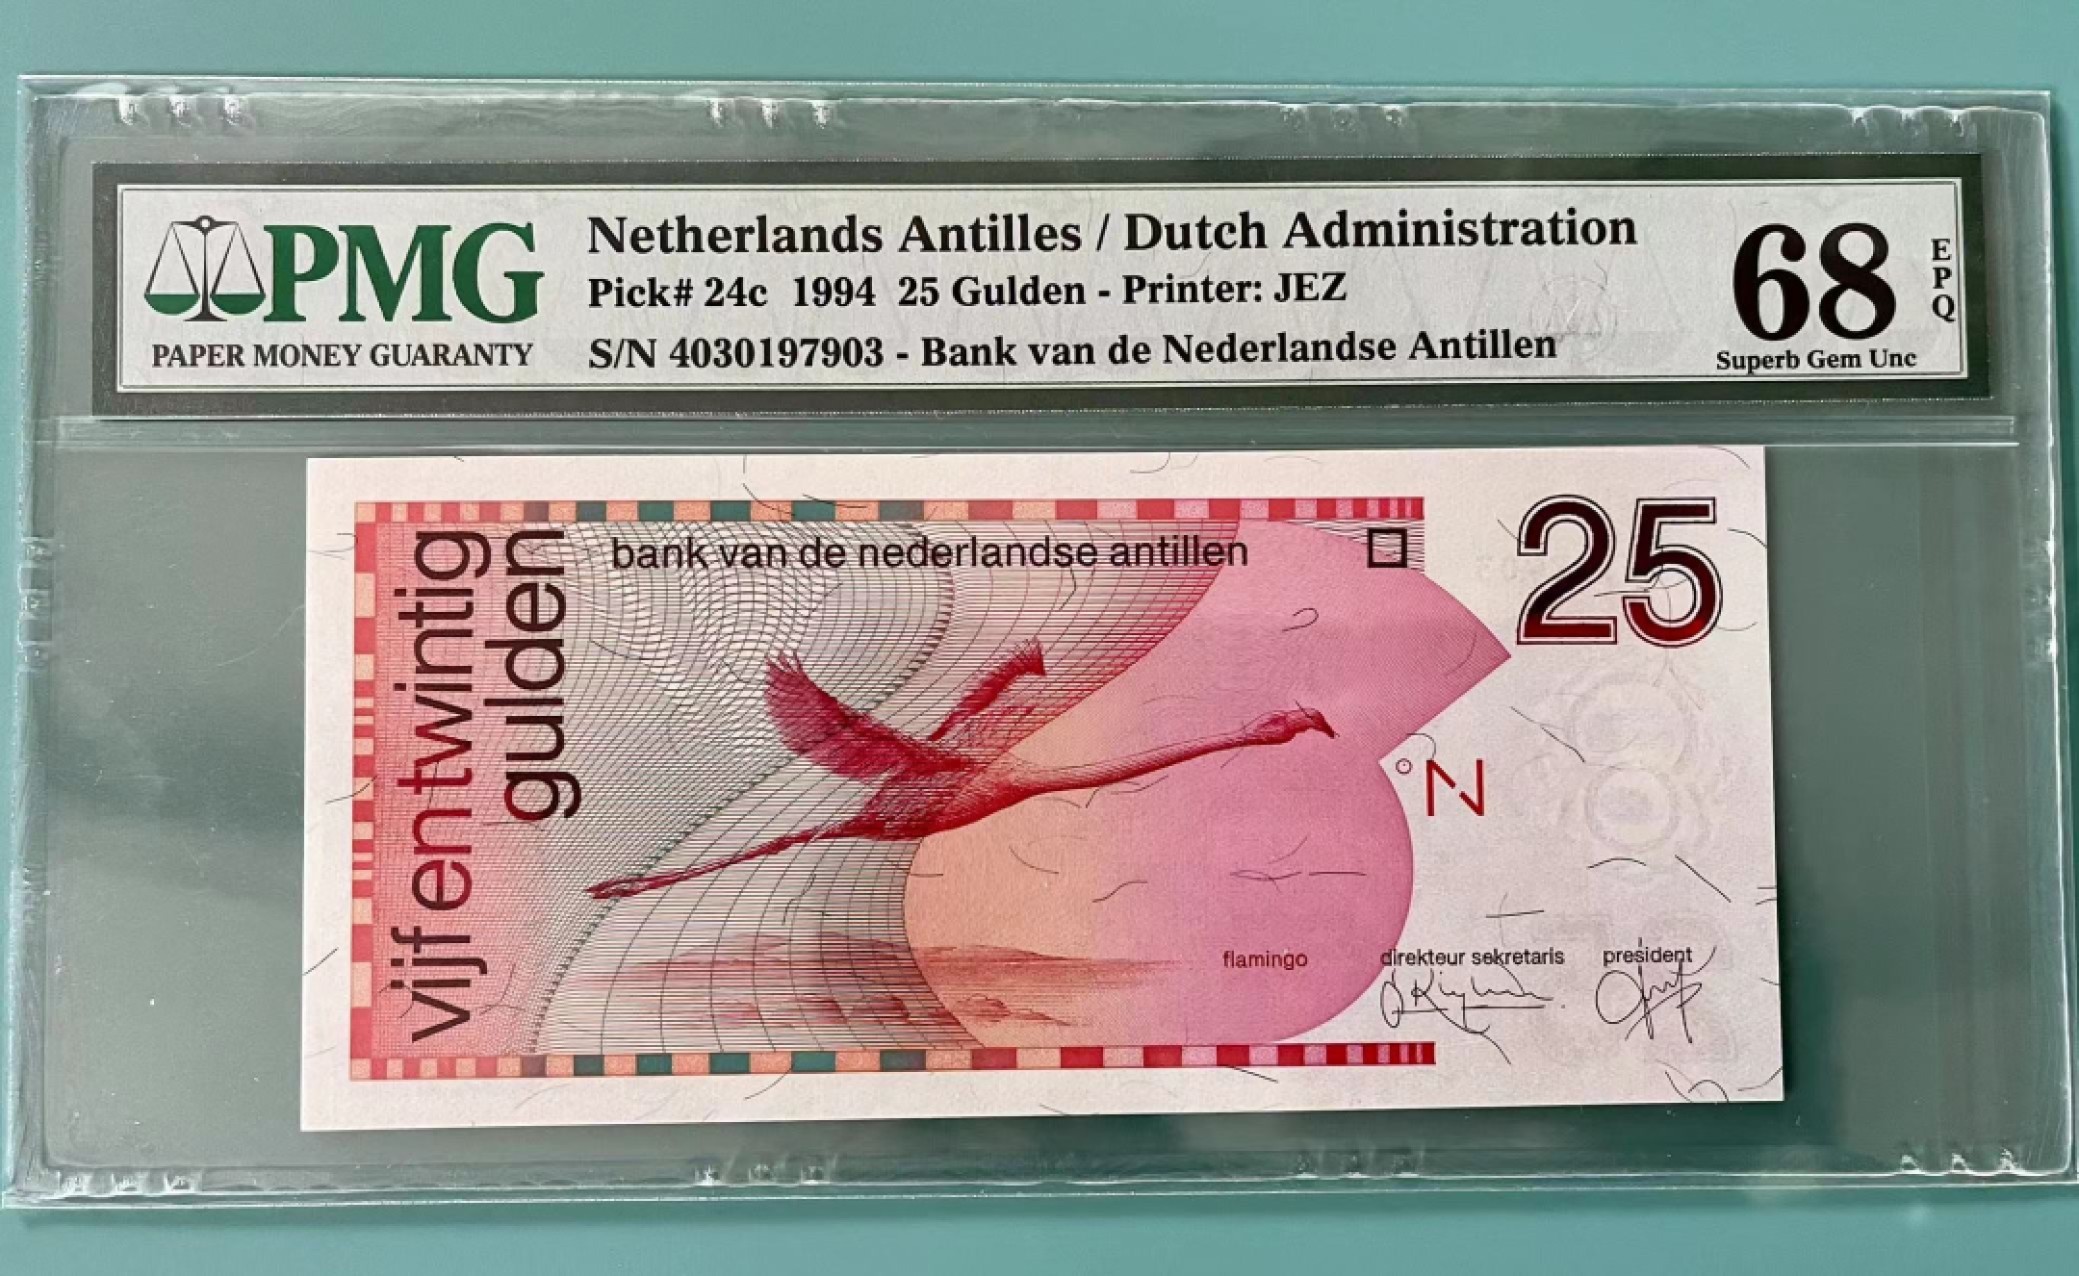 PMG
PAPER MONEY GUARANTY
Netherlands Antilles / Dutch Administration
Pick# 24c 1994 25 Gulden - Printer: JEZ
S/N 4030197903 - Bank van de Nederlandse Antillen
68
EPQ
Superb Gem Unc
vijfentwintig
gulden
bank van de nederlandse antillen
25
°N
flamingo
direkteur sekretaris
president